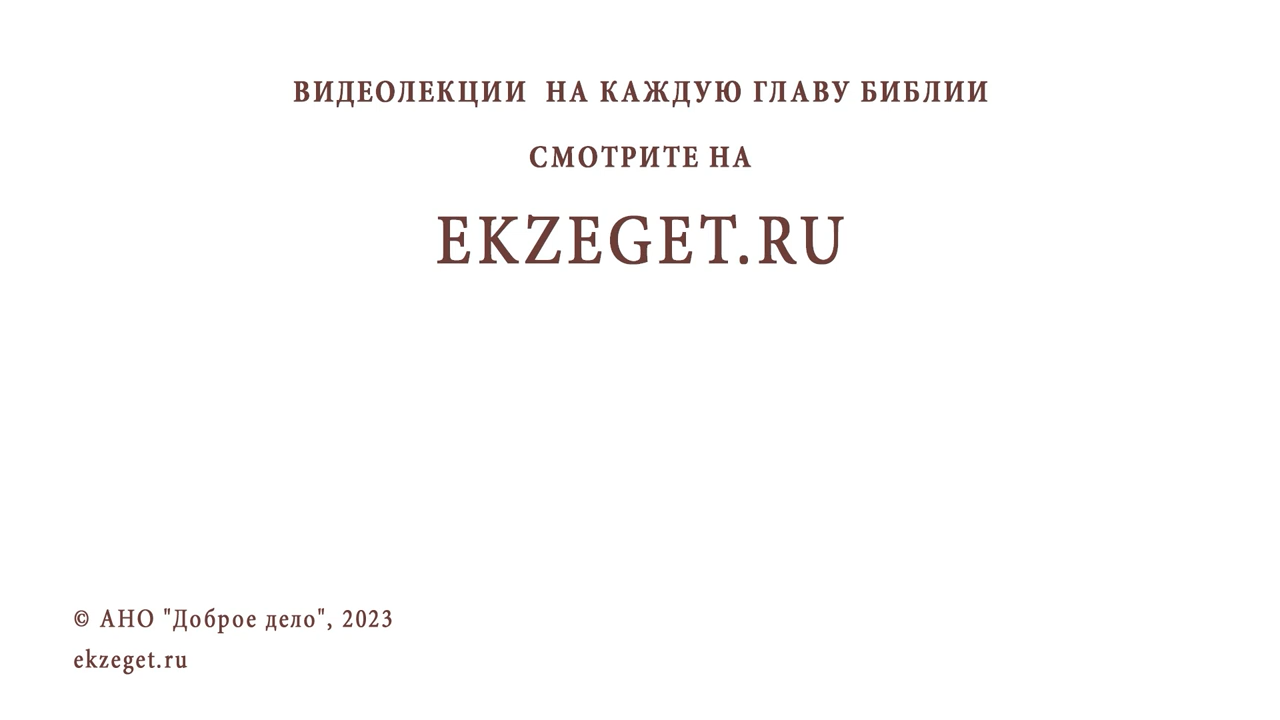 ВИДЕОЛЕКЦИИ НА КАЖДУЮ ГЛАВУ БИБЛИИ
СМОТРИТЕ НА
EKZEGET.RU
© АНО "Доброе дело", 2023
ekzeget.ru